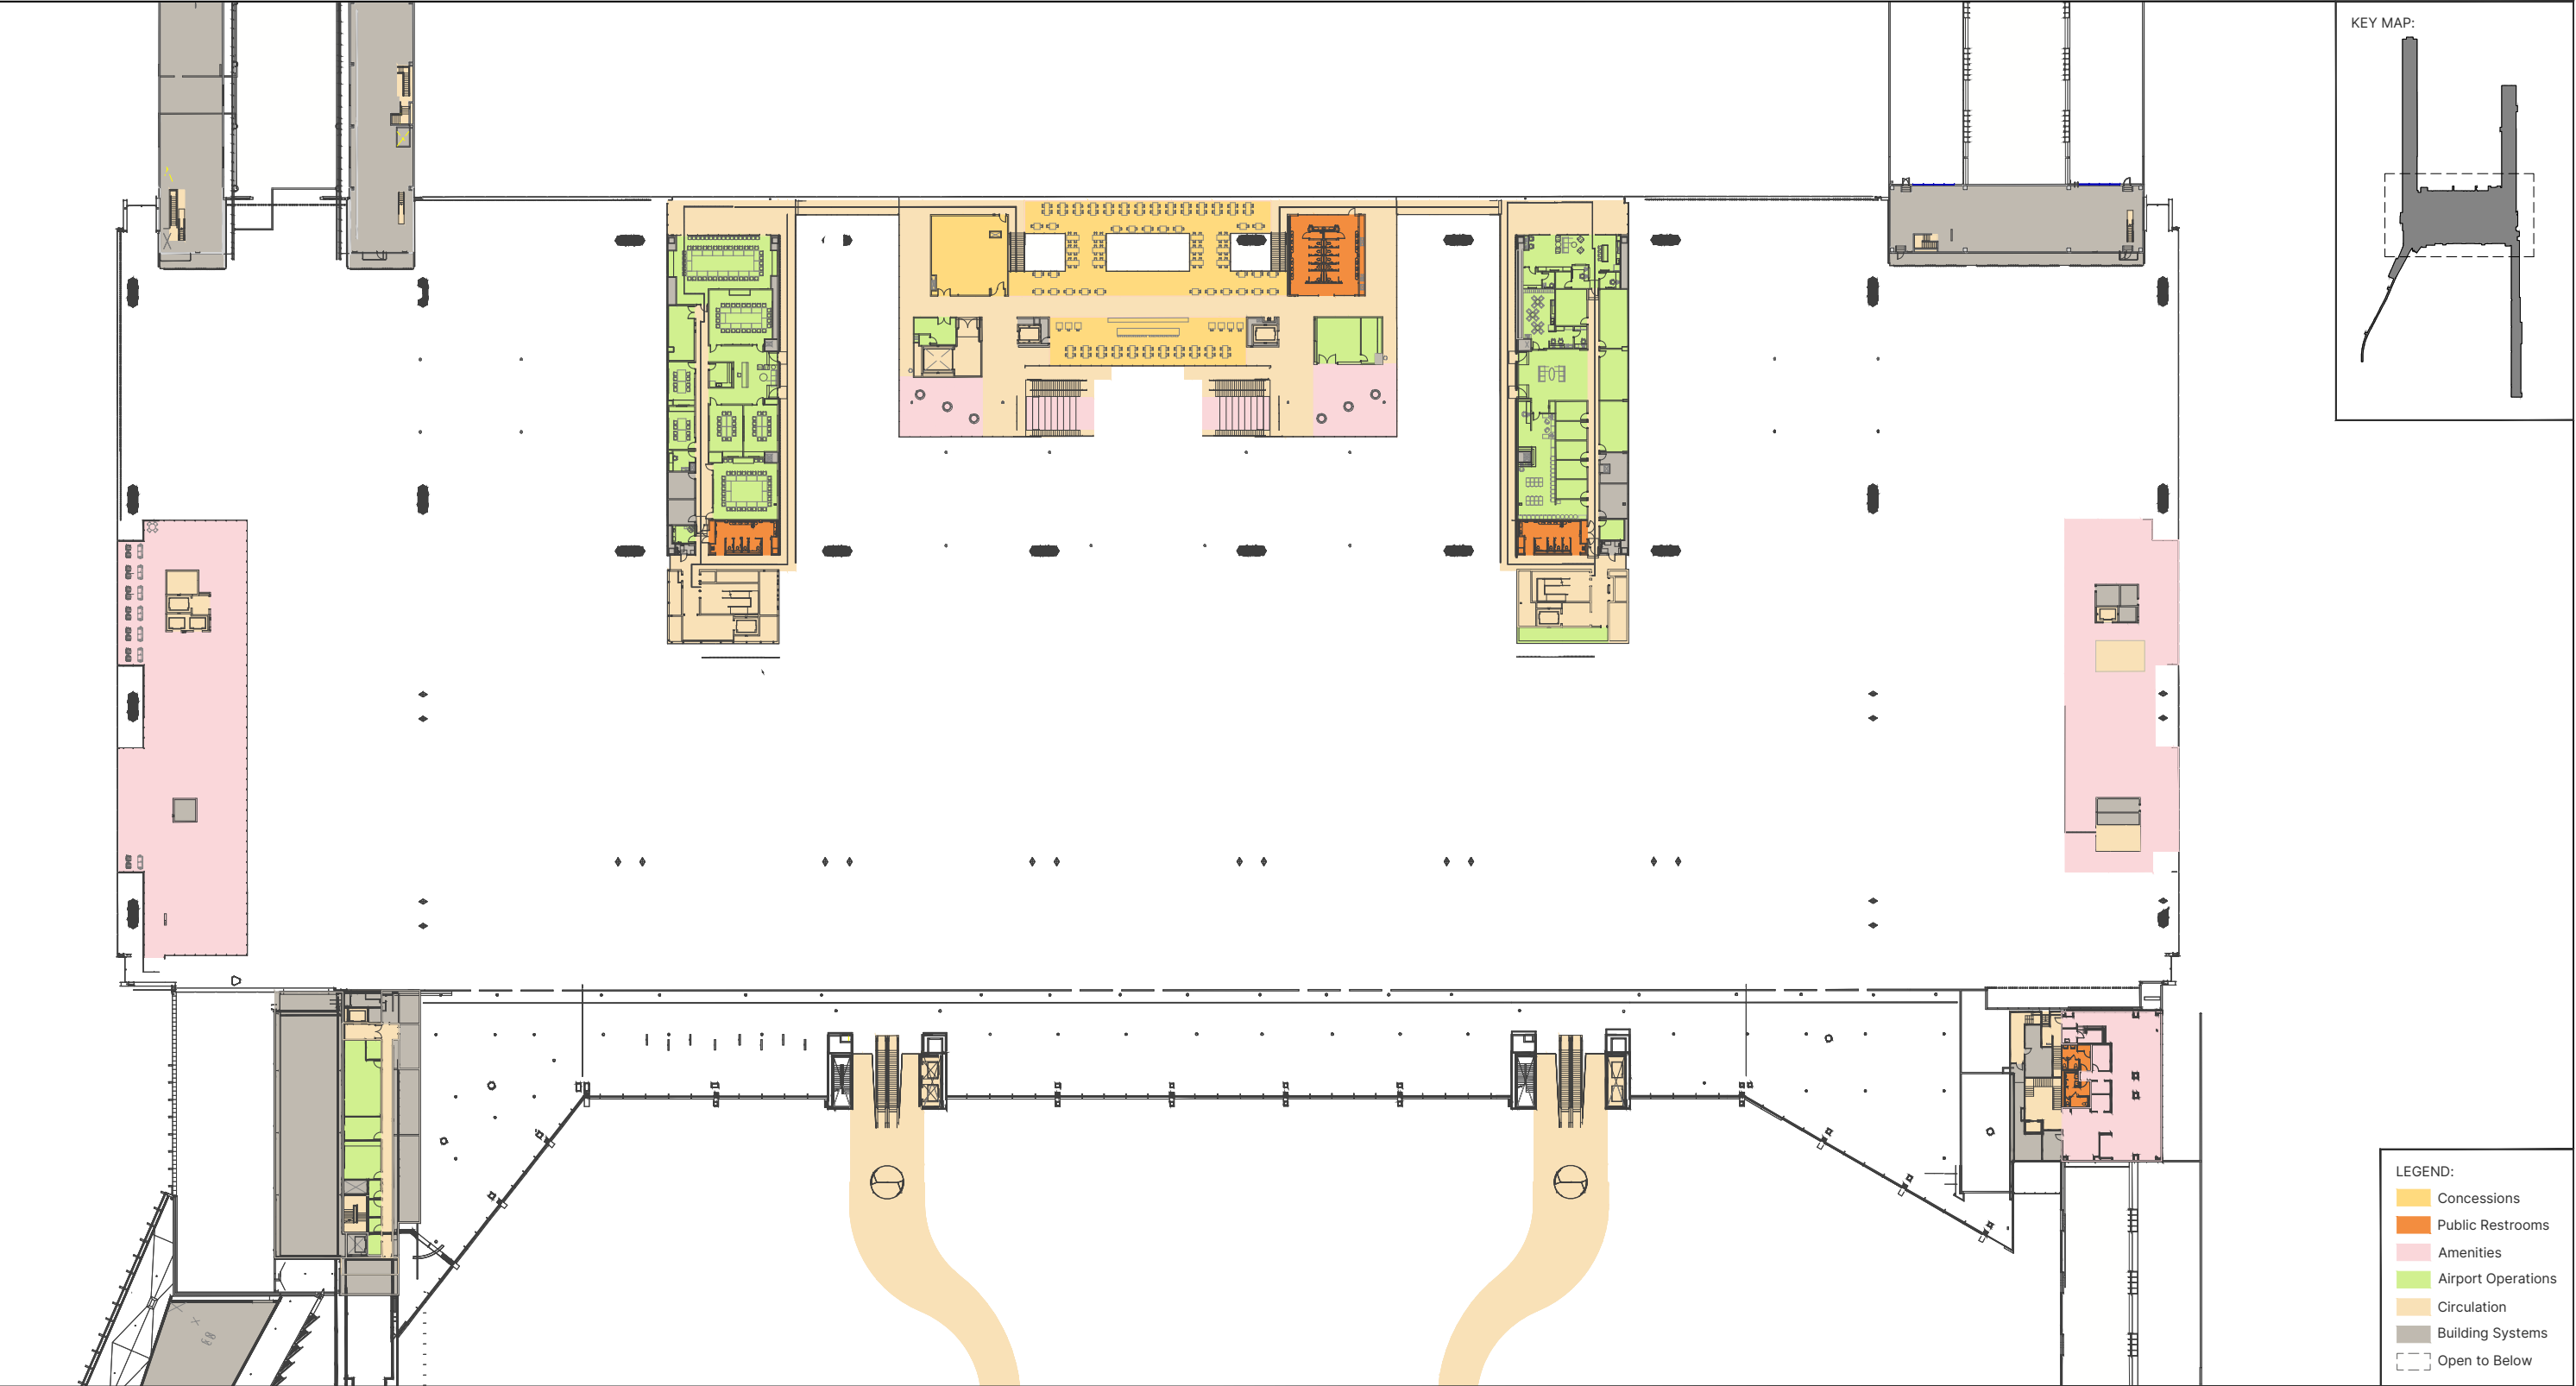 KEY MAP:
LEGEND:
Concessions
Public Restrooms
Amenities
Airport Operations
Circulation
Building Systems
Open to Below